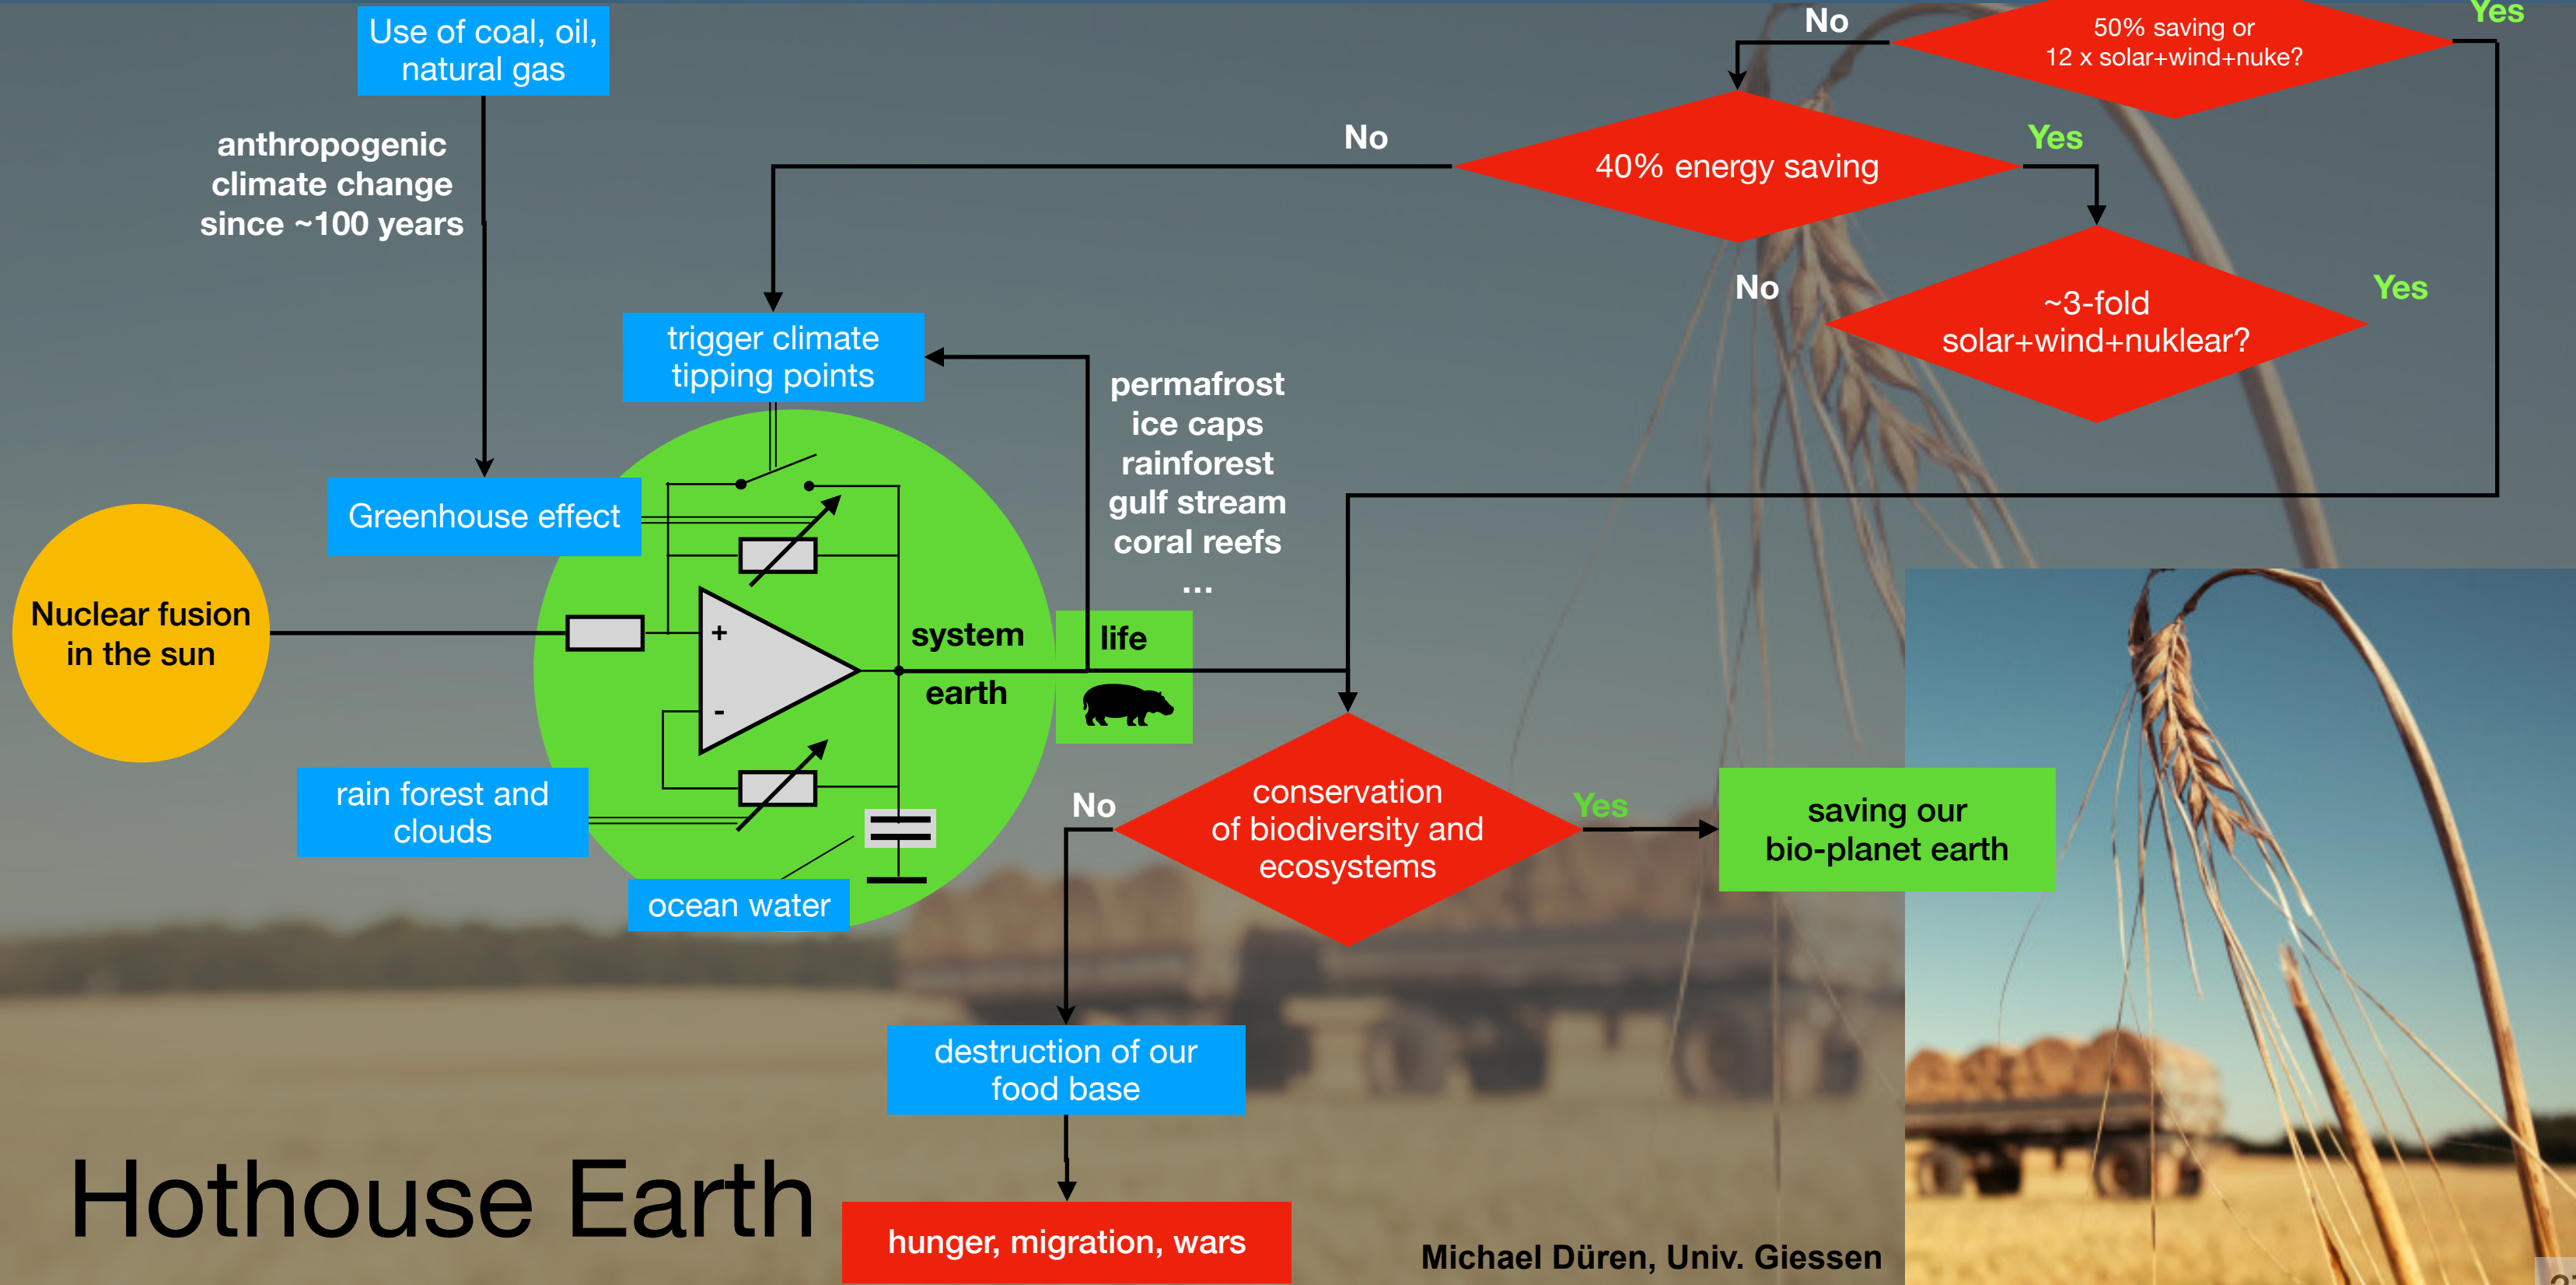 Use of coal, oil,
natural gas
anthropogenic
climate change
since ~100 years
No
50% saving or
12 x solar+wind+nuke?
Yes
No
40% energy saving
Yes
No
~3-fold
solar+wind+nuklear?
Yes
trigger climate
tipping points
permafrost
ice caps
rainforest
gulf stream
coral reefs
...
Greenhouse effect
Nuclear fusion
in the sun
+
-
system
earth
life
rain forest and
clouds
ocean water
No
conservation
of biodiversity and
ecosystems
Yes
saving our
bio-planet earth
destruction of our
food base
hunger, migration, wars
Hothouse Earth
Michael Düren, Univ. Giessen